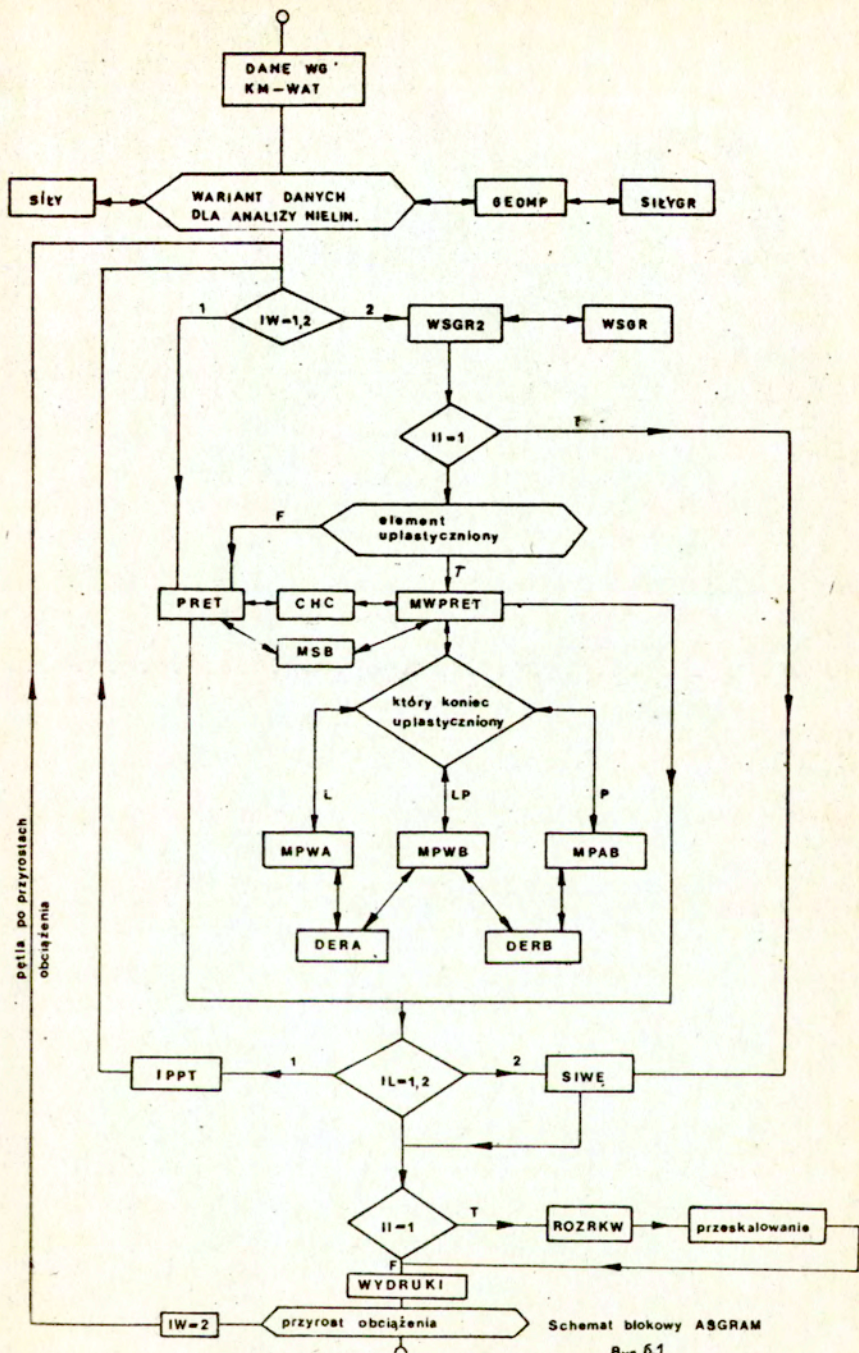 DANE WG
KM-WAT
SIŁY
WARIANT DANYCH
DLA ANALIZY NIELIN.
GEOMP
SIŁYGR
1
IW=1,2
2
WSGR2
WSGR
II=1
T
F
element
uplastyczniony
T
PRET
CHC
MWPRET
MSB
który koniec
uplastyczniony
L
LP
P
MPWA
MPWB
MPAB
DERA
DERB
pętla po przyrostach
obciążenia
IPPT
1
IL=1,2
2
SIWE
II=1
T
ROZRKW
przeskalowanie
F
WYDRUKI
IW=2
przyrost obciążenia
Schemat blokowy ASGRAM
Rys 6.1